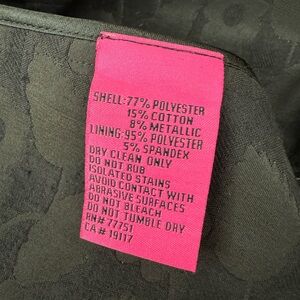 SHELL:77% POLYESTER
15% COTTON
8% METALLIC
LINING:95% POLYESTER
5% SPANDEX
DRY CLEAN ONLY
DO NOT RUB
ISOLATED STAINS
AVOID CONTACT WITH
ABRASIVE SURFACES
DO NOT BLEACH
DO NOT TUMBLE DRY
RN# 77751
CA # 19117